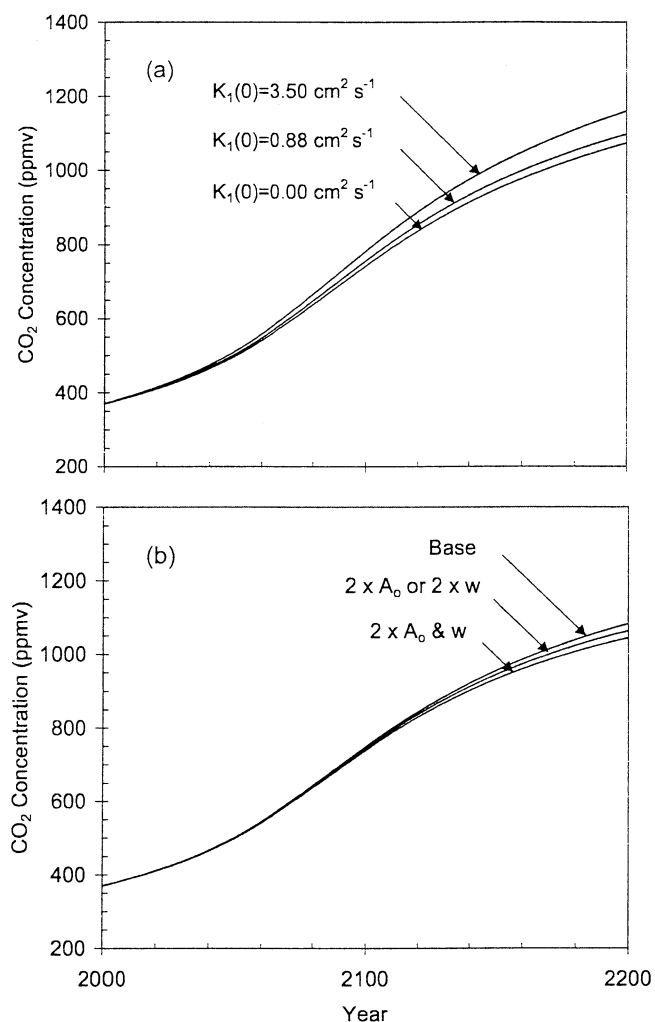 1400
(a)
K₁(0)=3.50 cm² s⁻¹
1200
K₁(0)=0.88 cm² s⁻¹
1000
K₁(0)=0.00 cm² s⁻¹
800
CO₂ Concentration (ppmv)
600
400
200
1400
(b)
Base
1200
2 x Aₒ or 2 x w
2 x Aₒ & w
1000
800
CO₂ Concentration (ppmv)
600
400
200
2000 2100 2200
Year